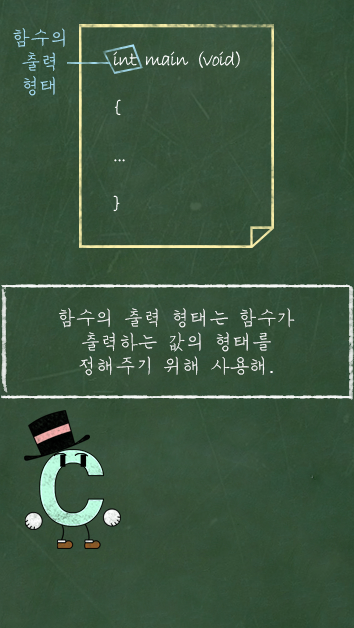 함수의
출력
형태
int main (void)
{
...
}
함수의 출력 형태는 함수가
출력하는 값의 형태를
정해주기 위해 사용해.
C